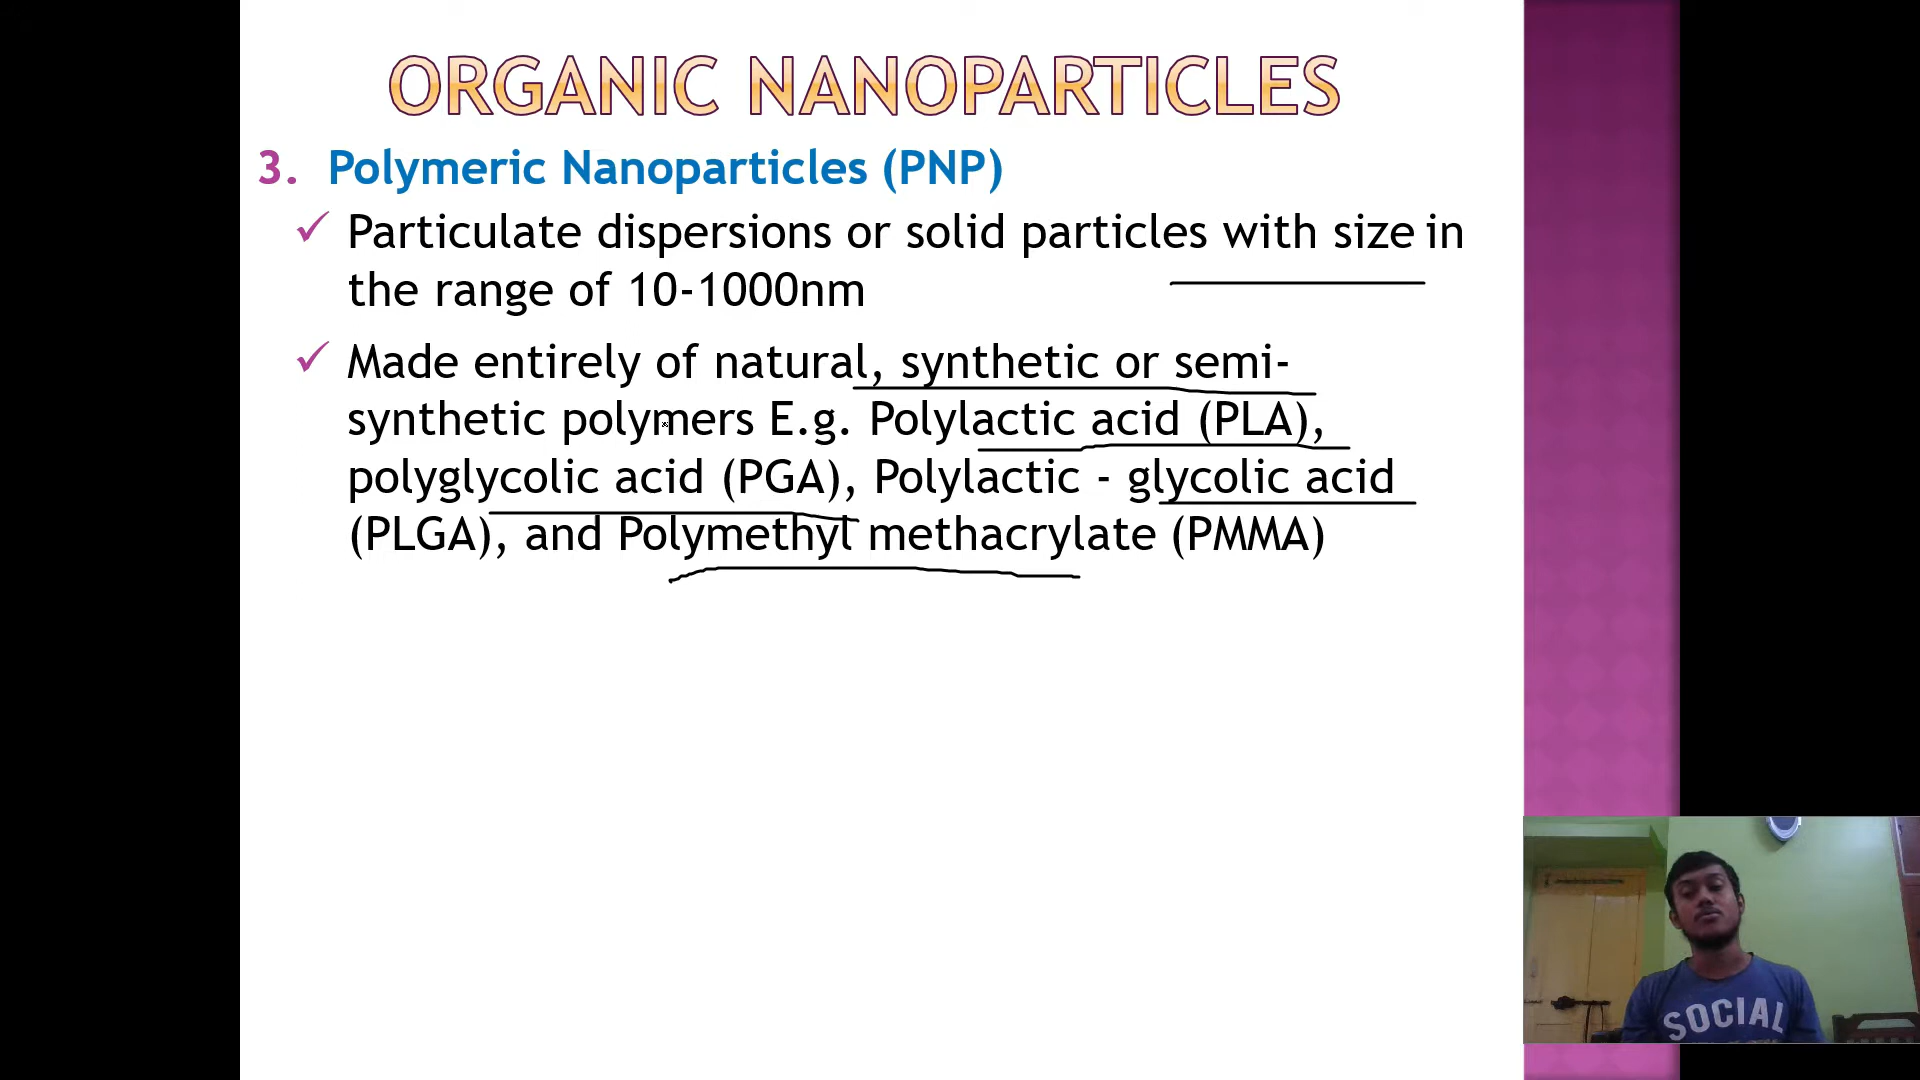 ORGANIC NANOPARTICLES
3. Polymeric Nanoparticles (PNP)
✓ Particulate dispersions or solid particles with size in
the range of 10-1000nm
✓ Made entirely of natural, synthetic or semi-
synthetic polymers E.g. Polylactic acid (PLA),
polyglycolic acid (PGA), Polylactic - glycolic acid
(PLGA), and Polymethyl methacrylate (PMMA)
SOCIAL